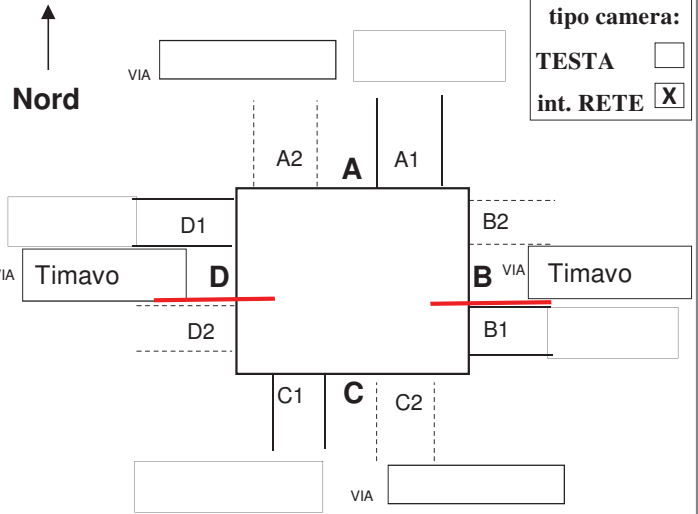 tipo camera:
TESTA
int. RETE X
Nord
VIA
A2
A
A1
D1
B2
VIA Timavo
D
B
VIA Timavo
D2
B1
C1
C
C2
VIA